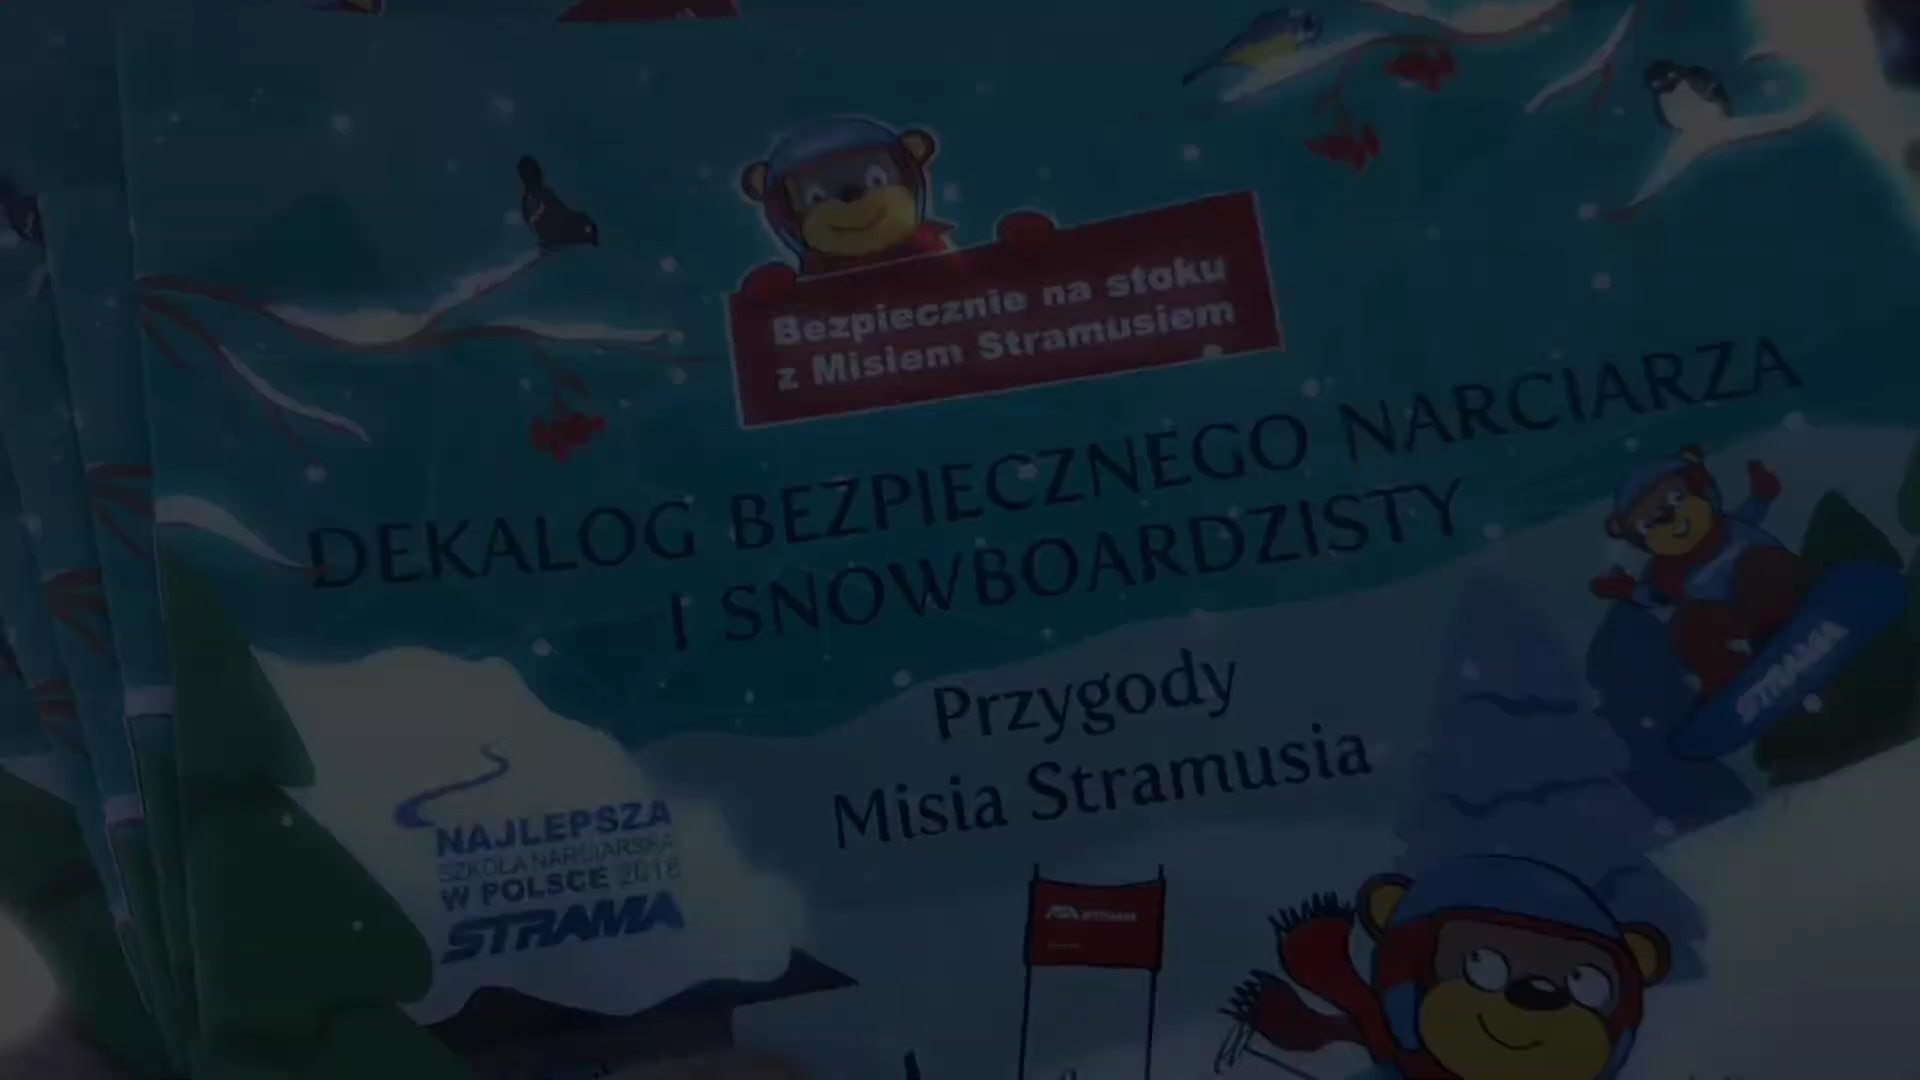 Bezpiecznie na stoku
z Misiem Stramusiem
DEKALOG BEZPIECZNEGO NARCIARZA
I SNOWBOARDZISTY
Przygody
Misia Stramusia
STRAMA
NAJLEPSZA
SZKOŁA NARCIARSKA
W POLSCE 2018
STRAMA